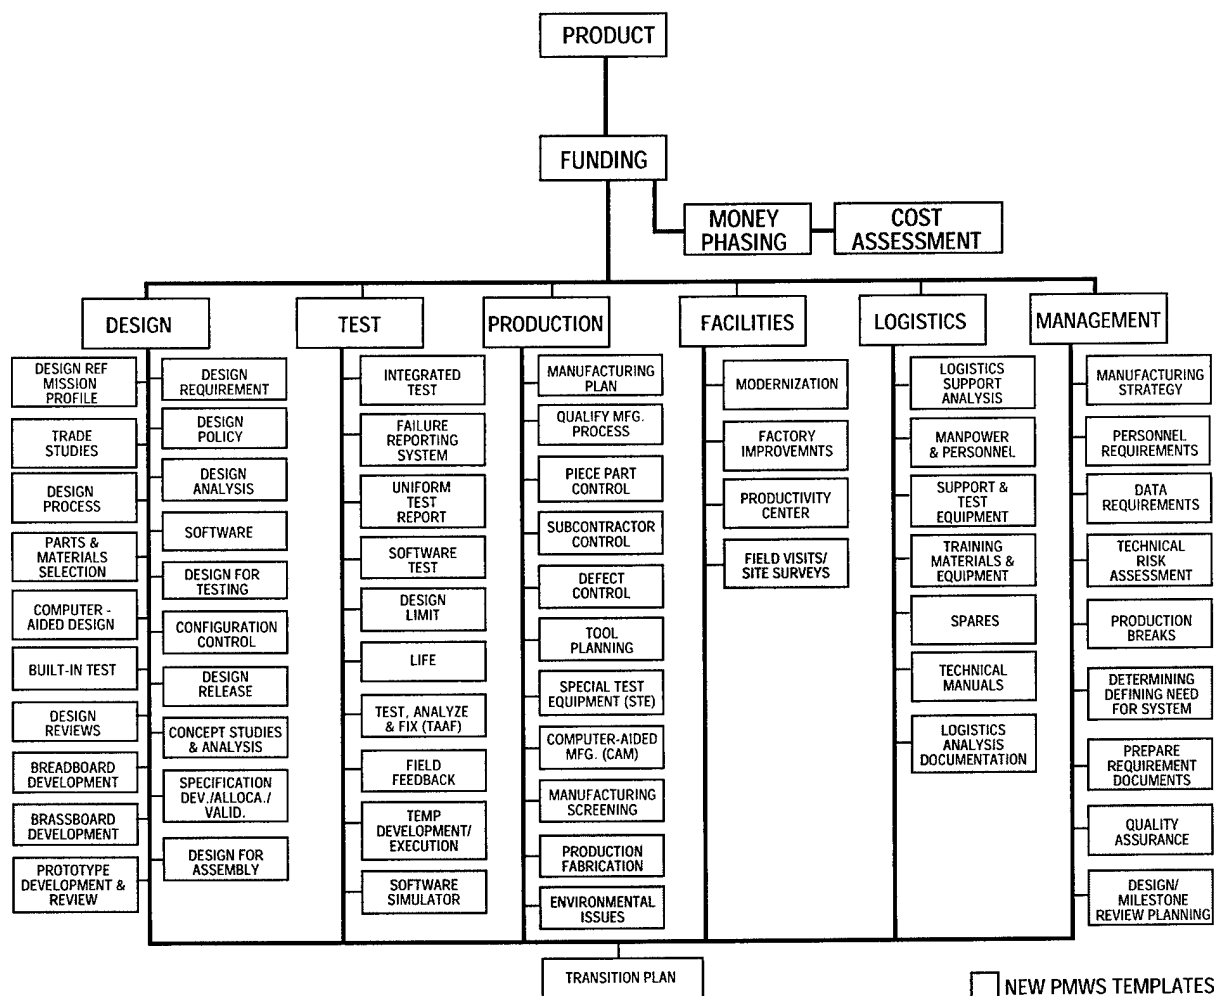 PRODUCT
FUNDING
MONEY
PHASING
COST
ASSESSMENT
DESIGN
TEST
PRODUCTION
FACILITIES
LOGISTICS
MANAGEMENT
DESIGN REF
MISSION
PROFILE
TRADE
STUDIES
DESIGN
PROCESS
PARTS &
MATERIALS
SELECTION
COMPUTER -
AIDED DESIGN
BUILT-IN TEST
DESIGN
REVIEWS
BREADBOARD
DEVELOPMENT
BRASSBOARD
DEVELOPMENT
PROTOTYPE
DEVELOPMENT &
REVIEW
DESIGN
REQUIREMENT
DESIGN
POLICY
DESIGN
ANALYSIS
SOFTWARE
DESIGN FOR
TESTING
CONFIGURATION
CONTROL
DESIGN
RELEASE
CONCEPT STUDIES
& ANALYSIS
SPECIFICATION
DEV./ALLOCA./
VALID.
DESIGN FOR
ASSEMBLY
INTEGRATED
TEST
FAILURE
REPORTING
SYSTEM
UNIFORM
TEST
REPORT
SOFTWARE
TEST
DESIGN
LIMIT
LIFE
TEST, ANALYZE
& FIX (TAAF)
FIELD
FEEDBACK
TEMP
DEVELOPMENT/
EXECUTION
SOFTWARE
SIMULATOR
MANUFACTURING
PLAN
QUALIFY MFG.
PROCESS
PIECE PART
CONTROL
SUBCONTRACTOR
CONTROL
DEFECT
CONTROL
TOOL
PLANNING
SPECIAL TEST
EQUIPMENT (STE)
COMPUTER-AIDED
MFG. (CAM)
MANUFACTURING
SCREENING
PRODUCTION
FABRICATION
ENVIRONMENTAL
ISSUES
MODERNIZATION
FACTORY
IMPROVEMNTS
PRODUCTIVITY
CENTER
FIELD VISITS/
SITE SURVEYS
LOGISTICS
SUPPORT
ANALYSIS
MANPOWER
& PERSONNEL
SUPPORT &
TEST
EQUIPMENT
TRAINING
MATERIALS &
EQUIPMENT
SPARES
TECHNICAL
MANUALS
LOGISTICS
ANALYSIS
DOCUMENTATION
MANUFACTURING
STRATEGY
PERSONNEL
REQUIREMENTS
DATA
REQUIREMENTS
TECHNICAL
RISK
ASSESSMENT
PRODUCTION
BREAKS
DETERMINING
DEFINING NEED
FOR SYSTEM
PREPARE
REQUIREMENT
DOCUMENTS
QUALITY
ASSURANCE
DESIGN/
MILESTONE
REVIEW PLANNING
TRANSITION PLAN
NEW PMWS TEMPLATES